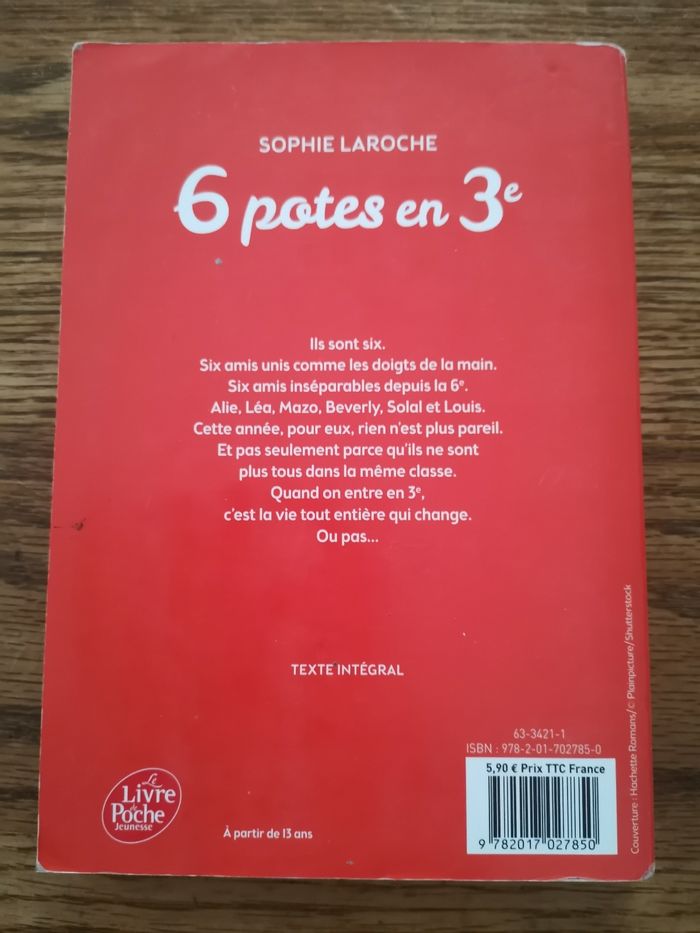 SOPHIE LAROCHE
6 potes en 3e
Ils sont six.
Six amis unis comme les doigts de la main.
Six amis inséparables depuis la 6e.
Alie, Léa, Mazo, Beverly, Solal et Louis.
Cette année, pour eux, rien n'est plus pareil.
Et pas seulement parce qu'ils ne sont
plus tous dans la même classe.
Quand on entre en 3e,
c'est la vie tout entière qui change.
Ou pas...
TEXTE INTÉGRAL
Le
Livre
de
Poche
Jeunesse
À partir de 13 ans
63-3421-1
ISBN : 978-2-01-702785-0
5,90 € Prix TTC France
9 782017 027850
Couverture : Hachette Romans/© Plainpicture/Shutterstock